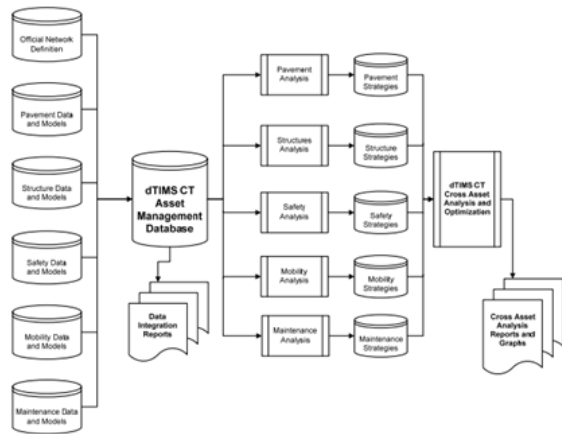 Official Network
Definition
Pavement Data
and Models
Structure Data
and Models
Safety Data
and Models
Mobility Data
and Models
Maintenance Data
and Models
dTIMS CT
Asset
Management
Database
Data
Integration
Reports
Pavement
Analysis
Structures
Analysis
Safety
Analysis
Mobility
Analysis
Maintenance
Analysis
Pavement
Strategies
Structure
Strategies
Safety
Strategies
Mobility
Strategies
Maintenance
Strategies
dTIMS CT
Cross Asset
Analysis and
Optimization
Cross Asset
Analysis
Reports and
Graphs